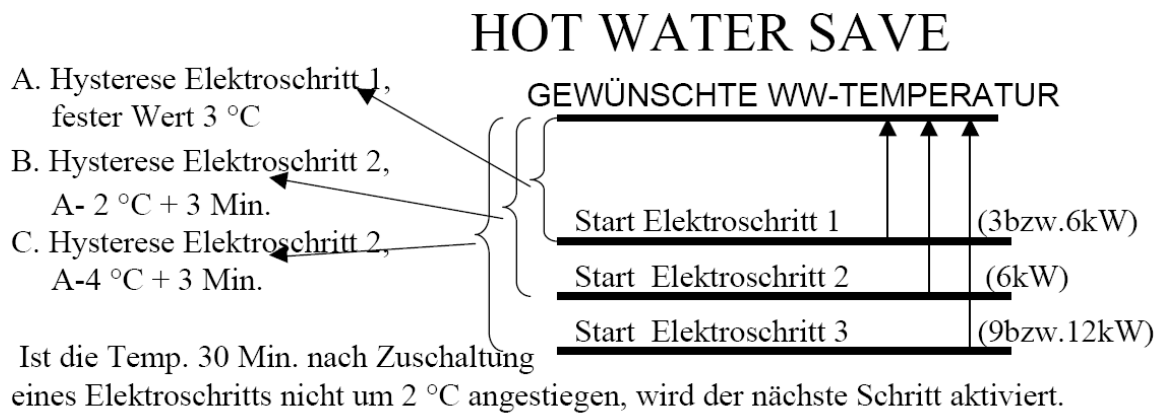 HOT WATER SAVE
A. Hysterese Elektroschritt 1,
fester Wert 3 °C
B. Hysterese Elektroschritt 2,
A- 2 °C + 3 Min.
C. Hysterese Elektroschritt 2,
A-4 °C + 3 Min.
GEWÜNSCHTE WW-TEMPERATUR
Start Elektroschritt 1 (3bzw.6kW)
Start Elektroschritt 2 (6kW)
Start Elektroschritt 3 (9bzw.12kW)
Ist die Temp. 30 Min. nach Zuschaltung
eines Elektroschritts nicht um 2 °C angestiegen, wird der nächste Schritt aktiviert.